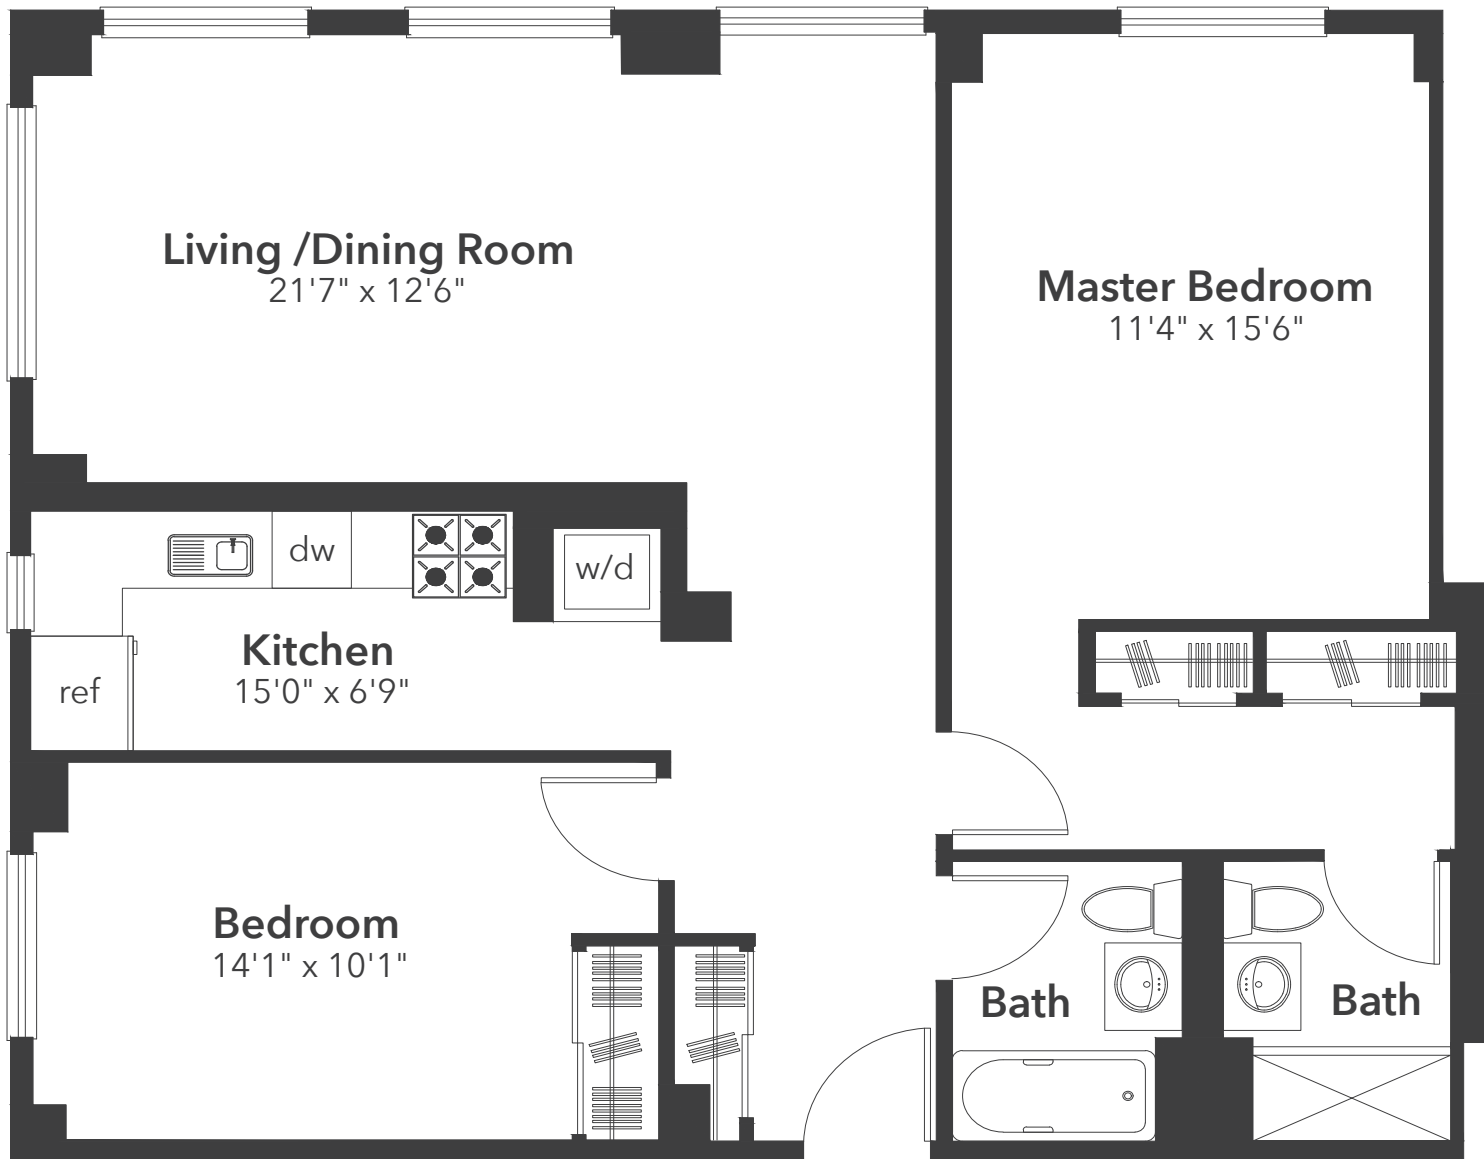 Living /Dining Room
21'7" x 12'6"
Master Bedroom
11'4" x 15'6"
dw
w/d
Kitchen
15'0" x 6'9"
ref
Bedroom
14'1" x 10'1"
Bath
Bath